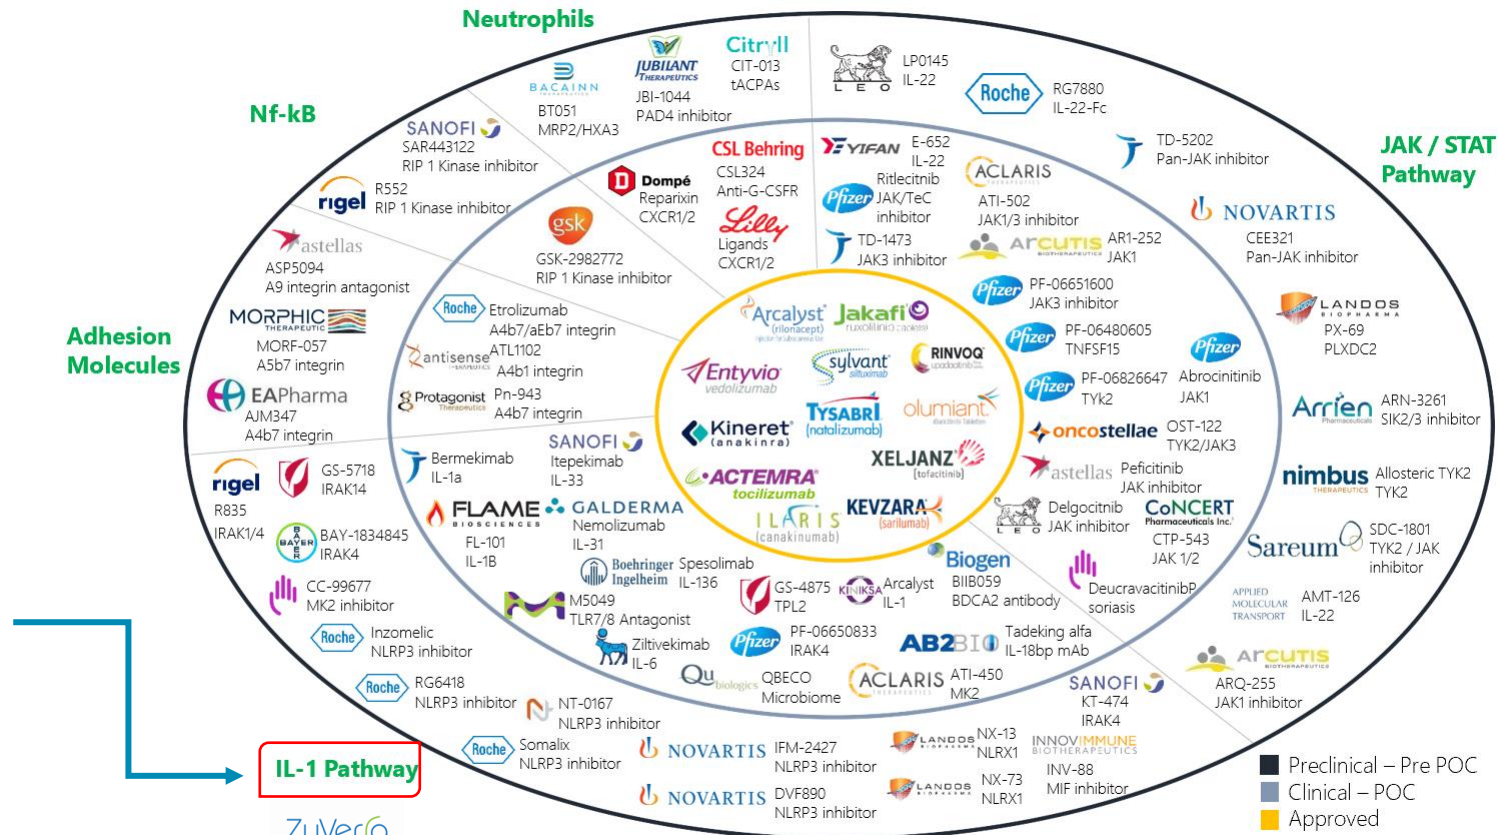 Neutrophils
Nf-kB
JAK / STAT
Pathway
Adhesion
Molecules
IL-1 Pathway
BACAINN
THERAPEUTICS
BT051
MRP2/HXA3
JUBILANT
THERAPEUTICS
JBI-1044
PAD4 inhibitor
Citryll
CIT-013
tACPAs
LEO
LP0145
IL-22
Roche
RG7880
IL-22-Fc
TD-5202
Pan-JAK inhibitor
NOVARTIS
CEE321
Pan-JAK inhibitor
LANDOS
BIOPHARMA
PX-69
PLXDC2
Arrien
Pharmaceuticals
ARN-3261
SIK2/3 inhibitor
nimbus
THERAPEUTICS
Allosteric TYK2
TYK2
Sareum
SDC-1801
TYK2 / JAK
inhibitor
APPLIED
MOLECULAR
TRANSPORT
AMT-126
IL-22
ARCUTIS
BIOTHERAPEUTICS
ARQ-255
JAK1 inhibitor
SANOFI
SAR443122
RIP 1 Kinase inhibitor
rigel
R552
RIP 1 Kinase inhibitor
astellas
ASP5094
A9 integrin antagonist
MORPHIC
THERAPEUTIC
MORF-057
A5b7 integrin
EAPharma
AJM347
A4b7 integrin
Dompé
Reparixin
CXCR1/2
CSL Behring
CSL324
Anti-G-CSFR
Lilly
Ligands
CXCR1/2
gsk
GSK-2982772
RIP 1 Kinase inhibitor
YIFAN
E-652
IL-22
Pfizer
Ritlecitnib
JAK/TeC
inhibitor
TD-1473
JAK3 inhibitor
ACLARIS
THERAPEUTICS
ATI-502
JAK1/3 inhibitor
ARCUTIS
BIOTHERAPEUTICS
AR1-252
JAK1
Pfizer
PF-06651600
JAK3 inhibitor
Pfizer
PF-06480605
TNFSF15
Pfizer
Abrocinitinib
JAK1
Pfizer
PF-06826647
TYk2
oncostellae
OST-122
TYK2/JAK3
astellas
Peficitinib
JAK inhibitor
LEO
Delgocitnib
JAK inhibitor
CoNCERT
Pharmaceuticals Inc.
CTP-543
JAK 1/2
DeucravacitinibP
soriasis
Roche
Etrolizumab
A4b7/aEb7 integrin
antisense
THERAPEUTICS
ATL1102
A4b1 integrin
Protagonist
Therapeutics
Pn-943
A4b7 integrin
Arcalyst
(rilonacept)
Jakafi
ruxolitinib (tablets)
Entyvio
vedolizumab
sylvant
siltuximab
RINVOQ
upadacitinib
Kineret
(anakinra)
TYSABRI
(natalizumab)
olumiant
ACTEMRA
tocilizumab
XELJANZ
(tofacitinib)
ILARIS
(canakinumab)
KEVZARA
(sarilumab)
Bermekimab
IL-1a
SANOFI
Itepekimab
IL-33
FLAME
BIOSCIENCES
FL-101
IL-1B
GALDERMA
Nemolizumab
IL-31
Boehringer
Ingelheim
Spesolimab
IL-136
M5049
TLR7/8 Antagonist
GS-4875
TPL2
KINIKSA
Arcalyst
IL-1
Biogen
BIIB059
BDCA2 antibody
Ziltivekimab
IL-6
Pfizer
PF-06650833
IRAK4
AB2BIO
Tadeking alfa
IL-18bp mAb
Qu
biologics
QBECO
Microbiome
ACLARIS
THERAPEUTICS
ATI-450
MK2
rigel
R835
IRAK1/4
GS-5718
IRAK14
BAYER
BAY-1834845
IRAK4
CC-99677
MK2 inhibitor
Roche
Inzomelic
NLRP3 inhibitor
Roche
RG6418
NLRP3 inhibitor
NT-0167
NLRP3 inhibitor
Roche
Somalix
NLRP3 inhibitor
NOVARTIS
IFM-2427
NLRP3 inhibitor
NOVARTIS
DVF890
NLRP3 inhibitor
LANDOS
BIOPHARMA
NX-13
NLRX1
LANDOS
BIOPHARMA
NX-73
NLRX1
SANOFI
KT-474
IRAK4
INNOVIMMUNE
BIOTHERAPEUTICS
INV-88
MIF inhibitor
Preclinical – Pre POC
Clinical – POC
Approved